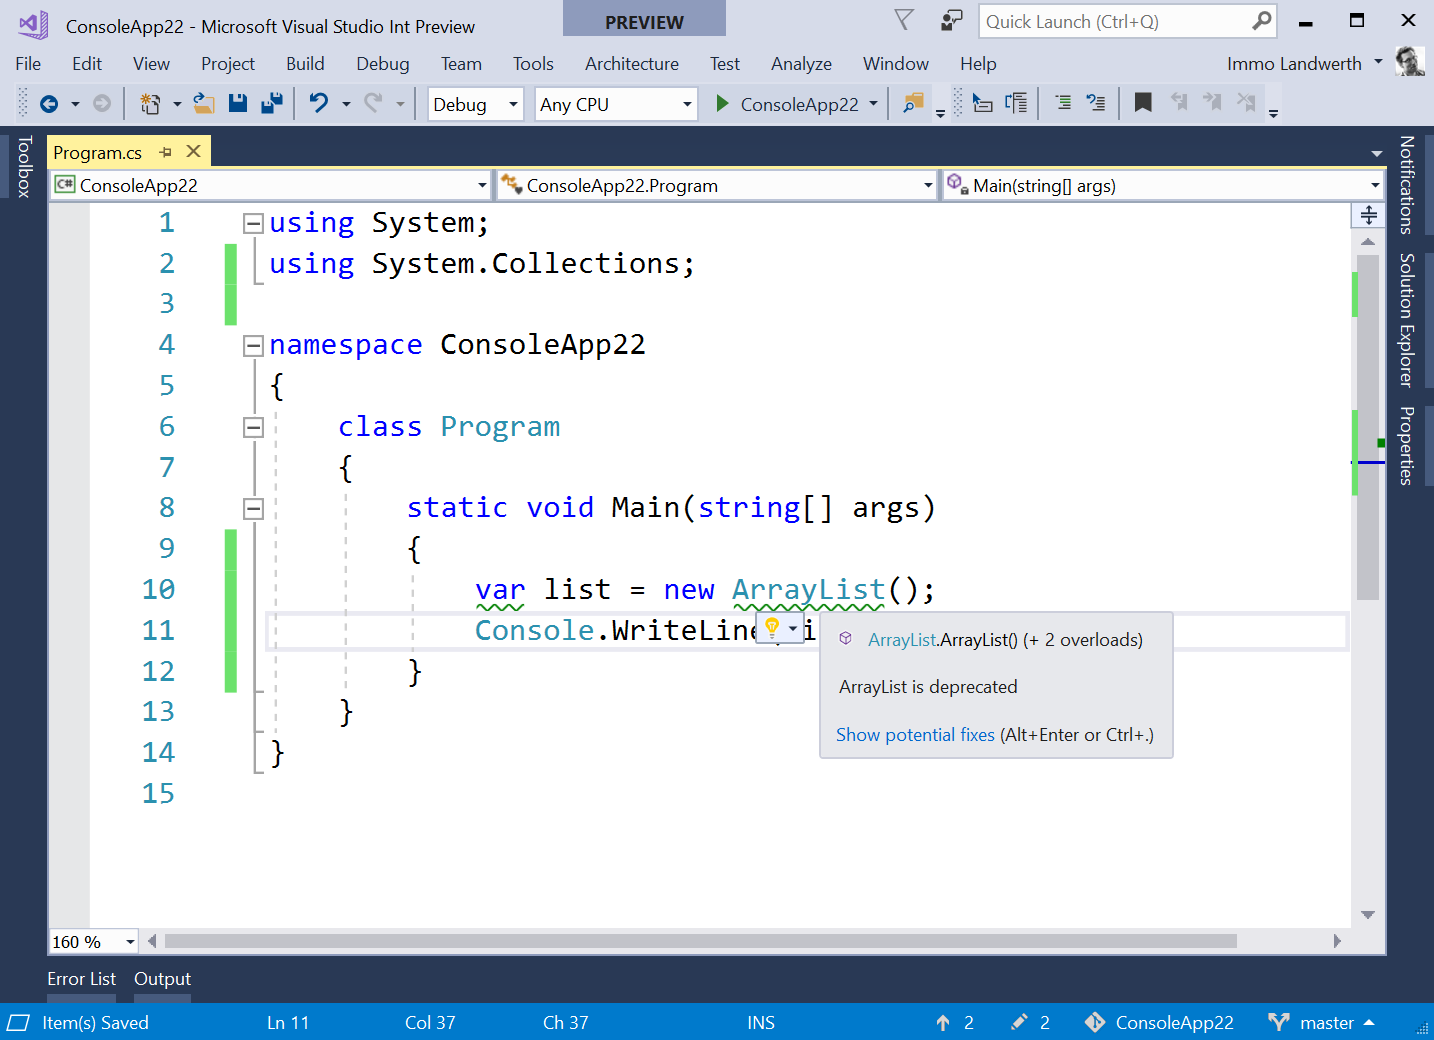 ConsoleApp22 - Microsoft Visual Studio Int Preview
PREVIEW
Quick Launch (Ctrl+Q)
File Edit View Project Build Debug Team Tools Architecture Test Analyze Window Help Immo Landwerth
Debug Any CPU ConsoleApp22
Toolbox
Program.cs
C# ConsoleApp22 ConsoleApp22.Program Main(string[] args)
1 using System;
2 using System.Collections;
3
4 namespace ConsoleApp22
5 {
6 class Program
7 {
8 static void Main(string[] args)
9 {
10 var list = new ArrayList();
11 Console.WriteLine
12 }
13 }
14 }
15
ArrayList.ArrayList() (+ 2 overloads)
ArrayList is deprecated
Show potential fixes (Alt+Enter or Ctrl+.)
Notifications
Solution Explorer
Properties
160 %
Error List Output
Item(s) Saved Ln 11 Col 37 Ch 37 INS 2 2 ConsoleApp22 master